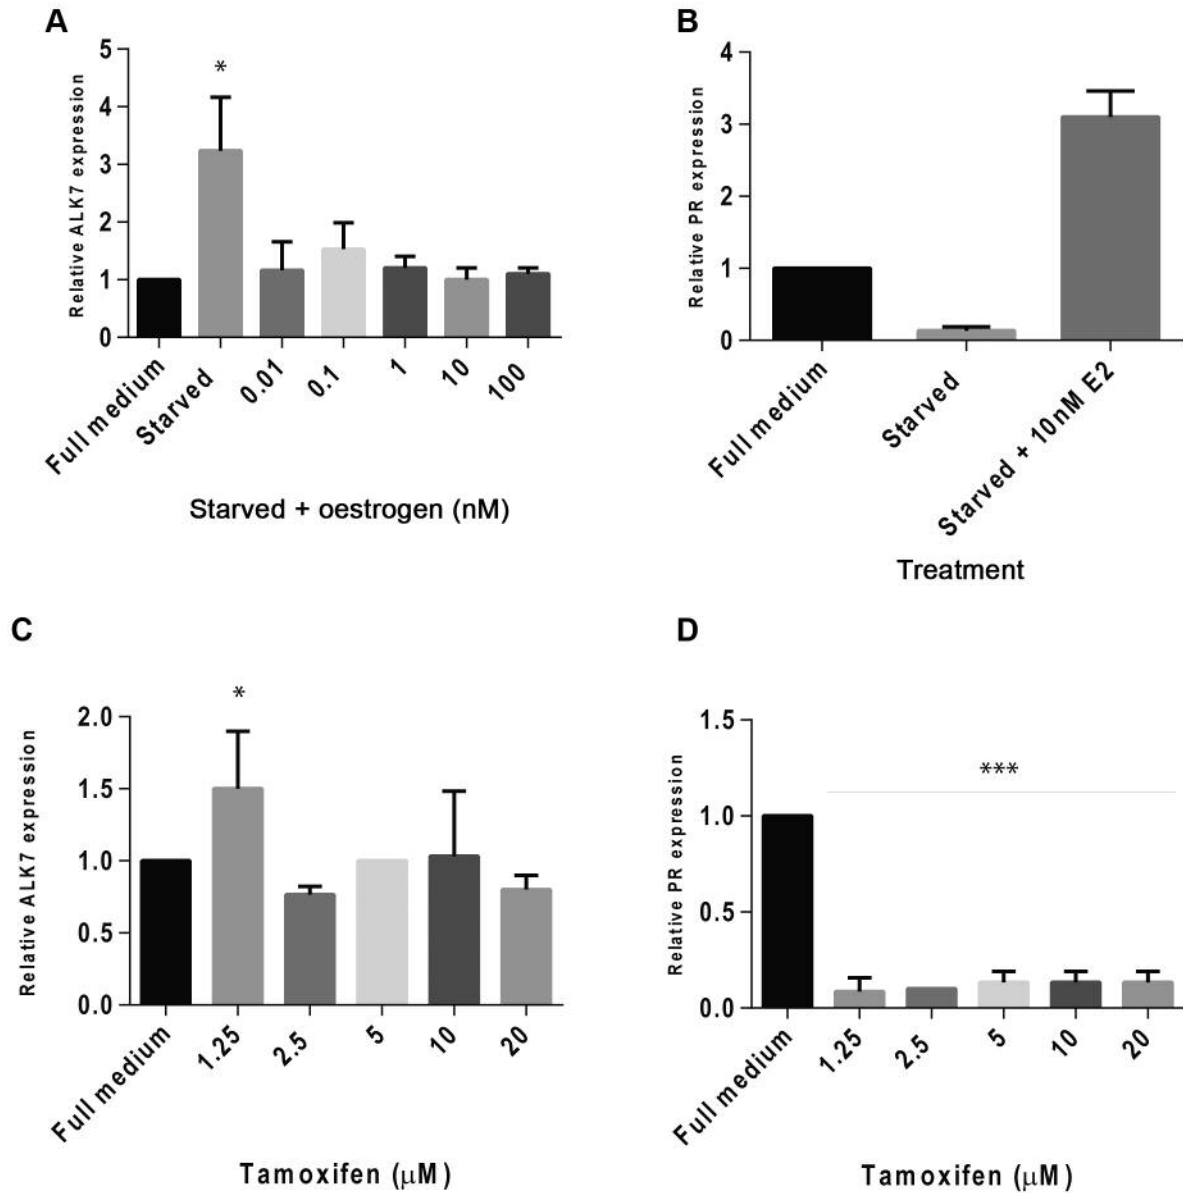 A
Relative ALK7 expression
5
4
3
2
1
0
*
Full medium
Starved
0.01
0.1
1
10
100
Starved + oestrogen (nM)
B
Relative PR expression
4
3
2
1
0
Full medium
Starved
Starved + 10nM E2
Treatment
C
Relative ALK7 expression
2.0
1.5
1.0
0.5
0.0
*
Full medium
1.25
2.5
5
10
20
Tamoxifen (μM)
D
Relative PR expression
1.5
1.0
0.5
0.0
***
Full medium
1.25
2.5
5
10
20
Tamoxifen (μM)